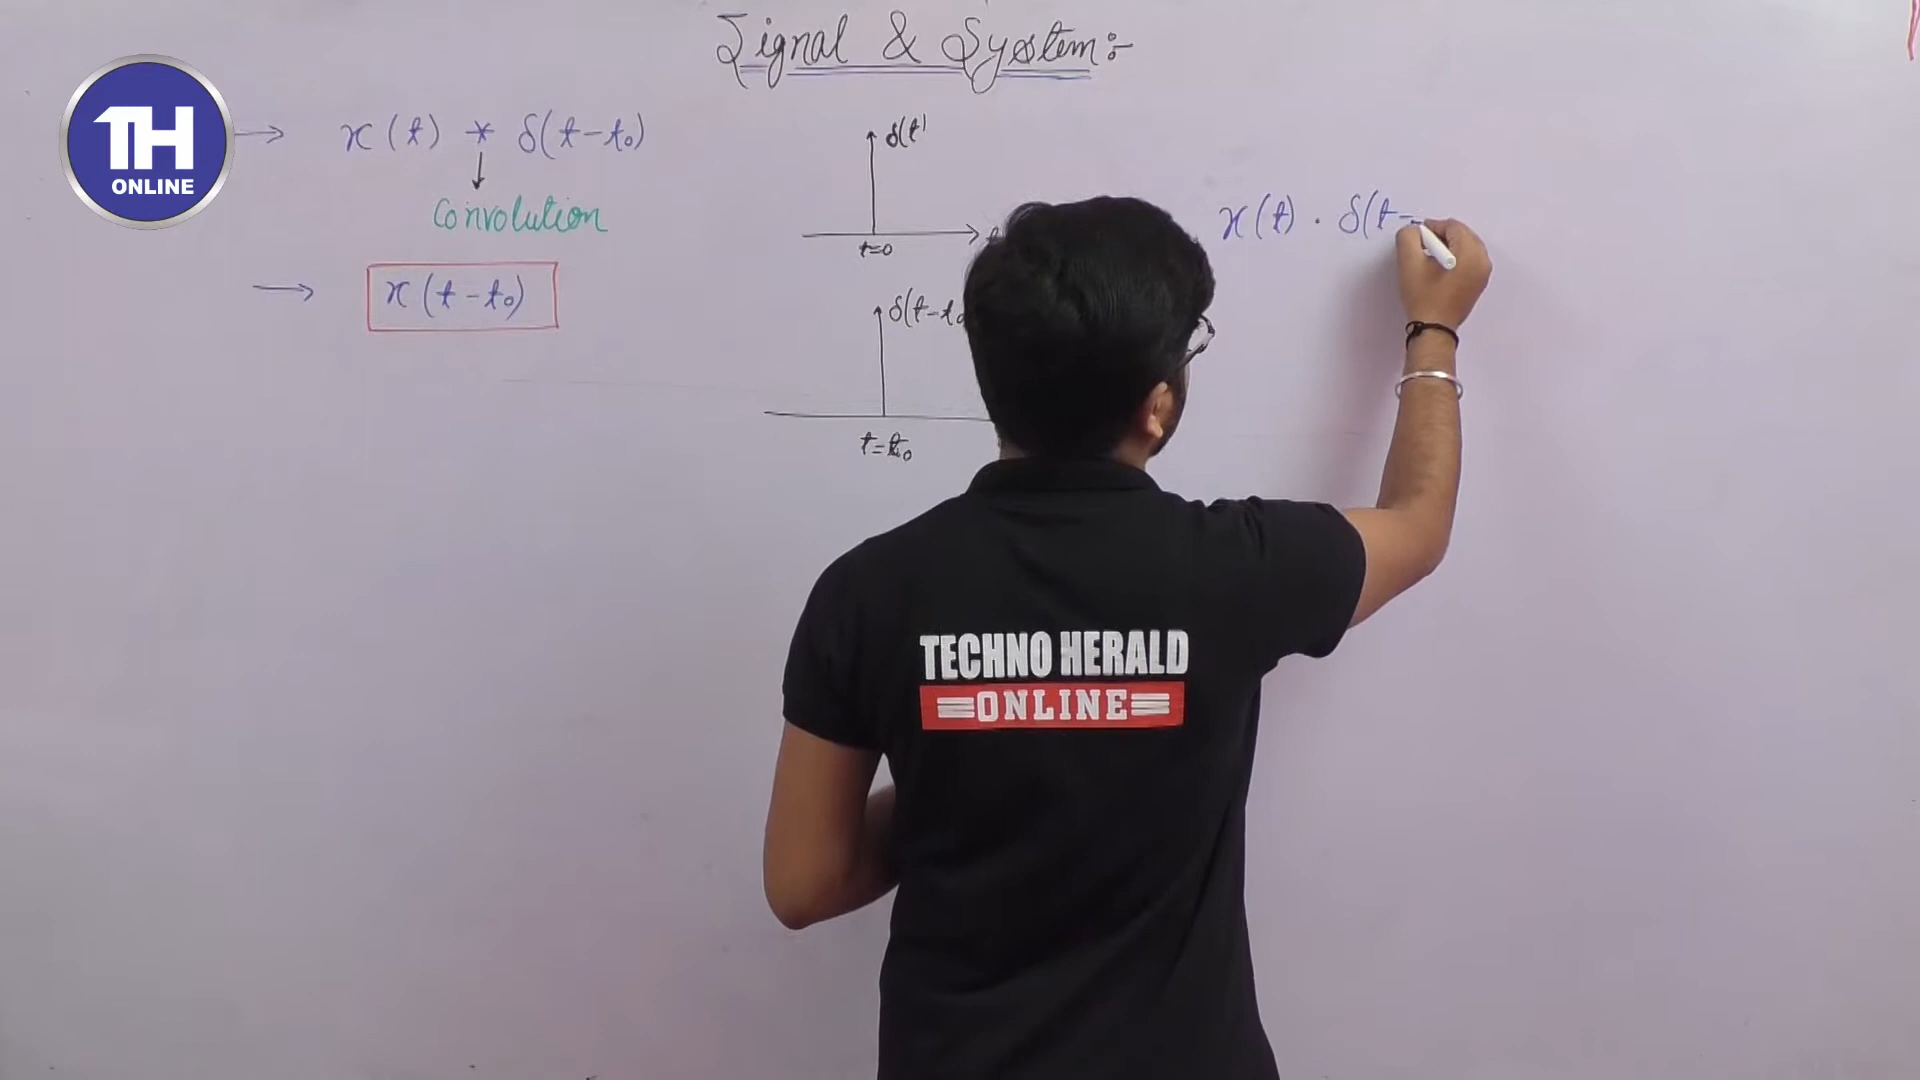 Signal & System:-
TH
ONLINE
→ x(t) * δ(t-t₀)
↓
Convolution
→ x(t-t₀)
δ(t)
t=0
δ(t-t₀
t=t₀
x(t) . δ(t-
TECHNO HERALD
ONLINE